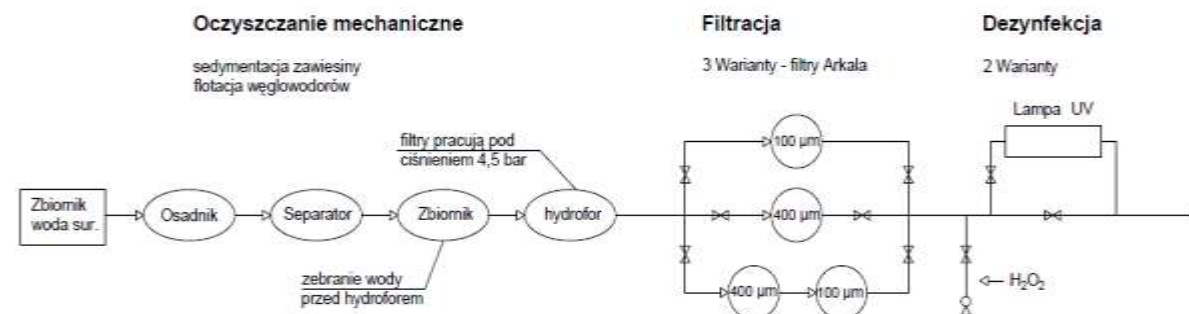 Oczyszczanie mechaniczne
sedymentacja zawiesiny
flotacja węglowodorów
filtry pracują pod
ciśnieniem 4,5 bar
Zbiornik
woda sur.
Osadnik
Separator
Zbiornik
hydrofor
zebranie wody
przed hydroforem
Filtracja
3 Warianty - filtry Arkala
100 µm
400 µm
400 µm
100 µm
Dezynfekcja
2 Warianty
Lampa UV
H₂O₂